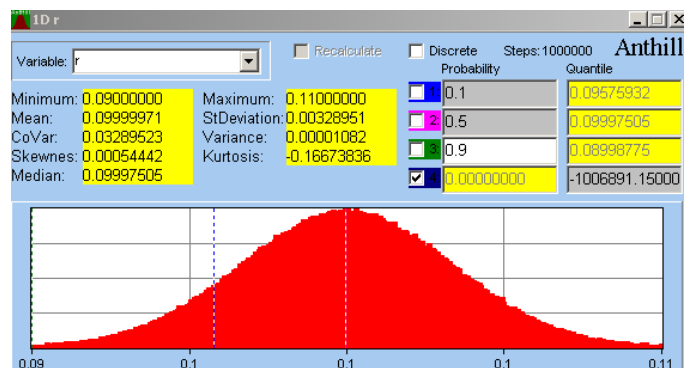 1D r
Variable: r
Recalculate
Discrete Steps:1000000 Anthill
Probability Quantile
Minimum: 0.09000000 Maximum: 0.11000000 1 0.1 0.09575932
Mean: 0.09999971 StDeviation: 0.00328951 2 0.5 0.09997505
CoVar: 0.03289523 Variance: 0.00001082 3 0.9 0.08998775
Skewnes: 0.00054442 Kurtosis: -0.16673836 4 0.00000000 -1006891.15000
Median: 0.09997505
0.09 0.1 0.1 0.1 0.11